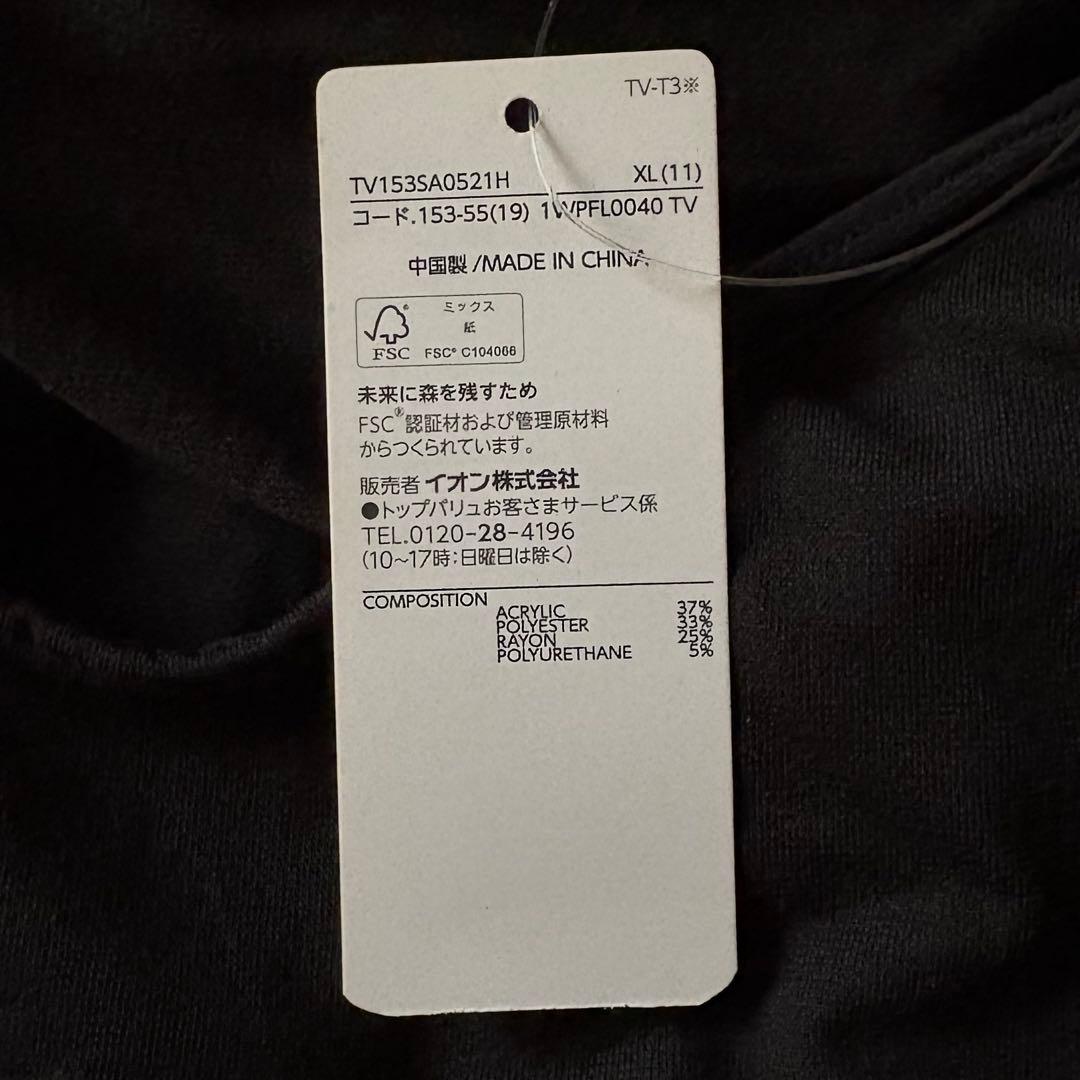 TV-T3※
TV153SA0521H XL(11)
コード.153-55(19) 1WPFL0040 TV
中国製/MADE IN CHINA
ミックス
紙
FSC® FSC® C104066
未来に森を残すため
FSC®認証材および管理原材料
からつくられています。
販売者 イオン株式会社
●トップバリュお客さまサービス係
TEL.0120-28-4196
(10~17時;日曜日は除く)
COMPOSITION
ACRYLIC 37%
POLYESTER 33%
RAYON 25%
POLYURETHANE 5%